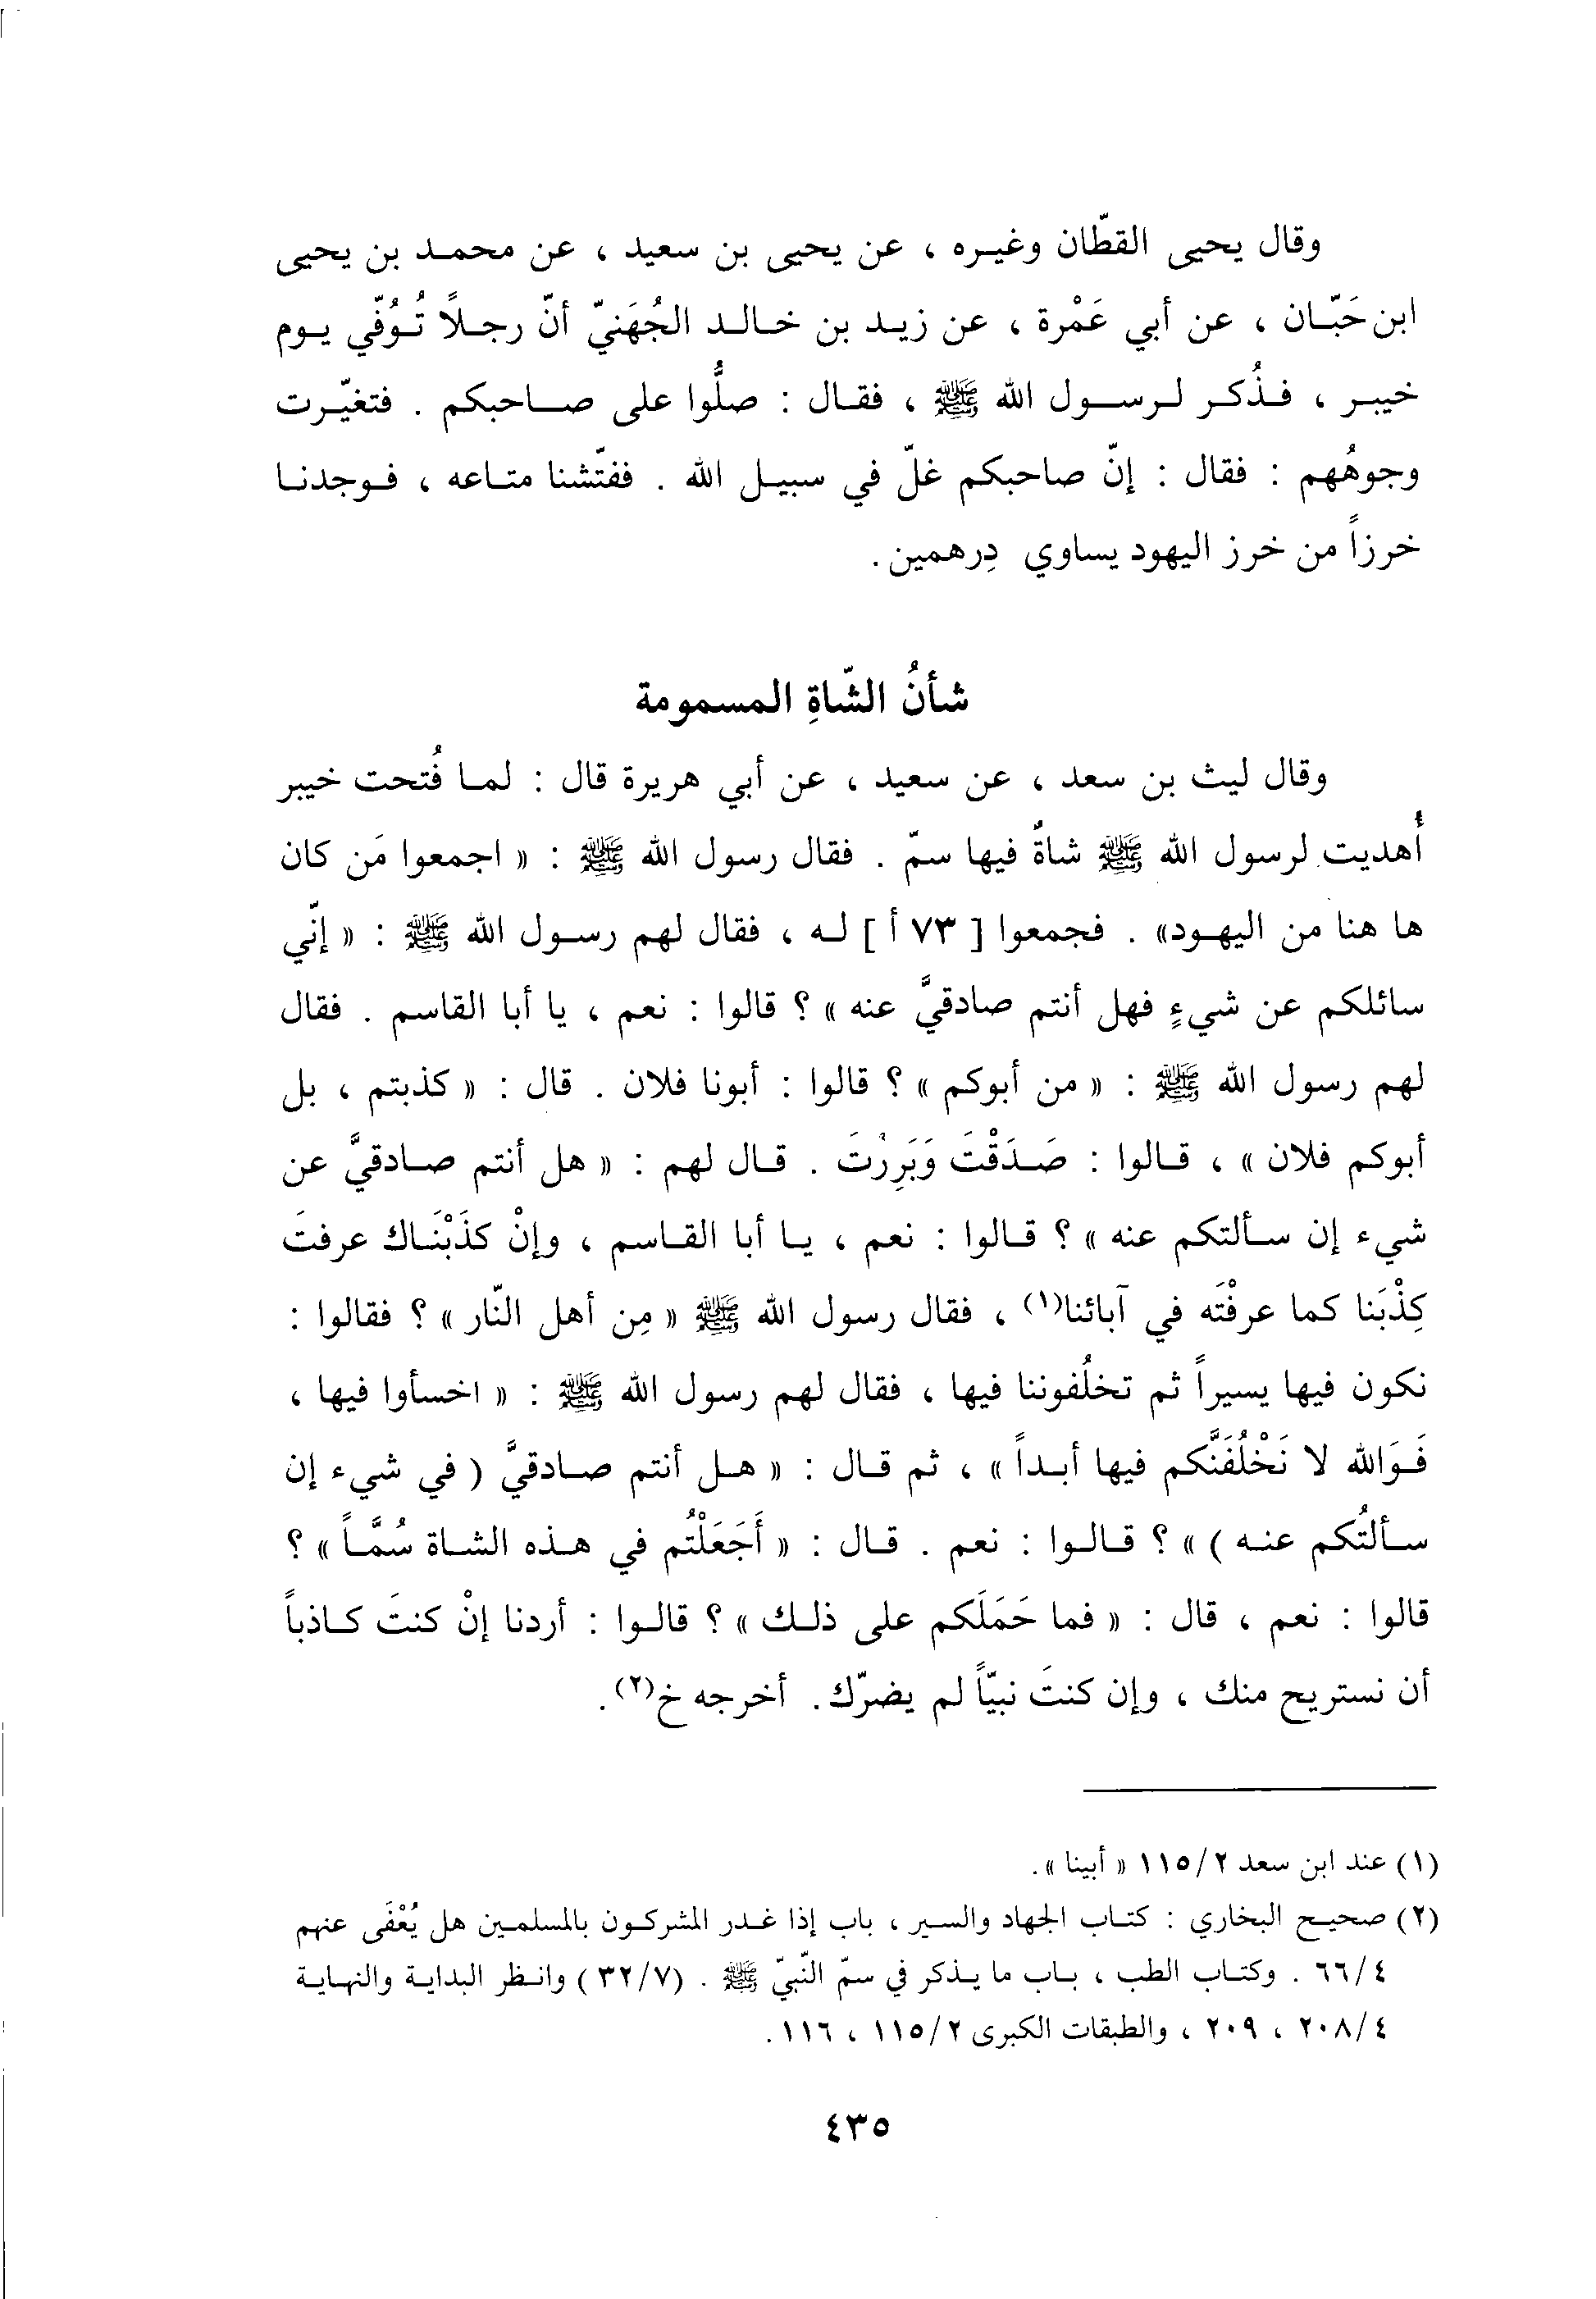 وقال يحيى القطّان وغيره ، عن يحيى بن سعيد ، عن محمد بن يحيى
ابن حَبّان ، عن أبي عَمْرة ، عن زيد بن خالد الجُهَنيّ أنّ رجلاً تُوُفّي يوم
خيبر ، فذُكر لرسول الله ﷺ ، فقال : صلُّوا على صاحبكم . فتغيّرت
وجوهُهم : فقال : إنّ صاحبكم غلّ في سبيل الله . ففتّشنا متاعه ، فوجدنا
خرزاً من خرز اليهود يساوي دِرهمين .
شأنُ الشّاةِ المسمومة
وقال ليث بن سعد ، عن سعيد ، عن أبي هريرة قال : لما فُتحت خيبر
أُهديت لرسول الله ﷺ شاةٌ فيها سمّ . فقال رسول الله ﷺ : « اجمعوا مَن كان
ها هنا من اليهود» . فجمعوا [ ٧٣ أ ] له ، فقال لهم رسول الله ﷺ : « إنّي
سائلكم عن شيءٍ فهل أنتم صادقيَّ عنه » ؟ قالوا : نعم ، يا أبا القاسم . فقال
لهم رسول الله ﷺ : « من أبوكم » ؟ قالوا : أبونا فلان . قال : « كذبتم ، بل
أبوكم فلان » ، قالوا : صَدَقْتَ وَبَرِرْتَ . قال لهم : « هل أنتم صادقيَّ عن
شيء إن سألتكم عنه » ؟ قالوا : نعم ، يا أبا القاسم ، وإنْ كذَبْنَاك عرفتَ
كِذْبَنا كما عرفْتَه في آبائنا(١) ، فقال رسول الله ﷺ « مِن أهل النّار » ؟ فقالوا :
نكون فيها يسيراً ثم تخلُفوننا فيها ، فقال لهم رسول الله ﷺ : « اخسأوا فيها ،
فَوَالله لا نَخْلُفَنَّكم فيها أبداً » ، ثم قال : « هل أنتم صادقيَّ ( في شيء إن
سألتُكم عنه ) » ؟ قالوا : نعم . قال : « أَجَعَلْتُم في هذه الشاة سُمَّاً » ؟
قالوا : نعم ، قال : « فما حَمَلَكم على ذلك » ؟ قالوا : أردنا إنْ كنتَ كاذباً
أن نستريح منك ، وإن كنتَ نبيّاً لم يضرّك . أخرجه خ(٢) .
(١) عند ابن سعد ١١٥/٢ « أبينا » .
(٢) صحيح البخاري : كتاب الجهاد والسير ، باب إذا غدر المشركون بالمسلمين هل يُعْفَى عنهم
٦٦/٤ . وكتاب الطب ، باب ما يذكر في سمّ النّبيّ ﷺ . (٣٢/٧) وانظر البداية والنهاية
٢٠٨/٤ ، ٢٠٩ ، والطبقات الكبرى ١١٥/٢ ، ١١٦ .
٤٣٥